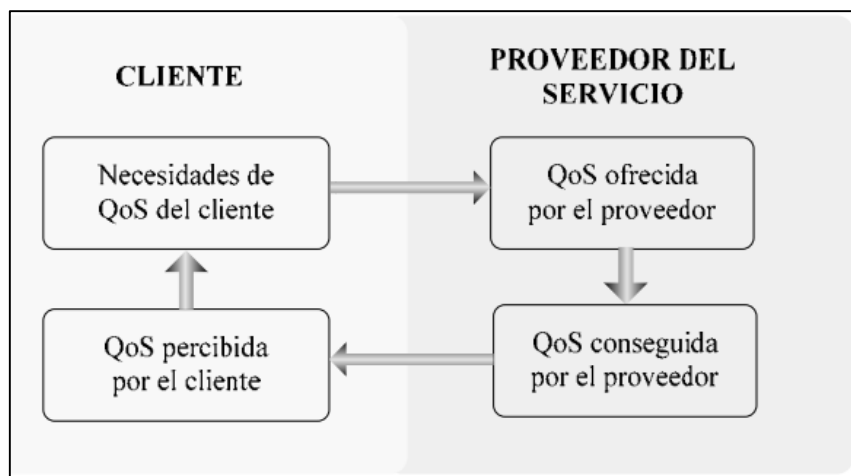 CLIENTE
PROVEEDOR DEL
SERVICIO
Necesidades de
QoS del cliente
QoS ofrecida
por el proveedor
QoS percibida
por el cliente
QoS conseguida
por el proveedor